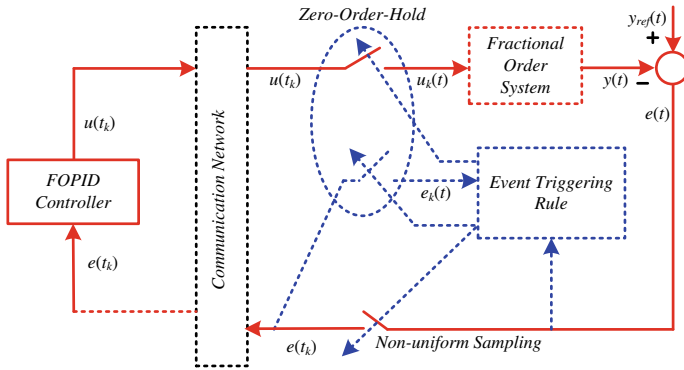 Zero-Order-Hold
y_ref(t)
+
u(t_k)
u_k(t)
Fractional
Order
System
y(t)
−
e(t)
u(t_k)
FOPID
Controller
Communication Network
e_k(t)
Event Triggering
Rule
e(t_k)
e(t_k)
Non-uniform Sampling